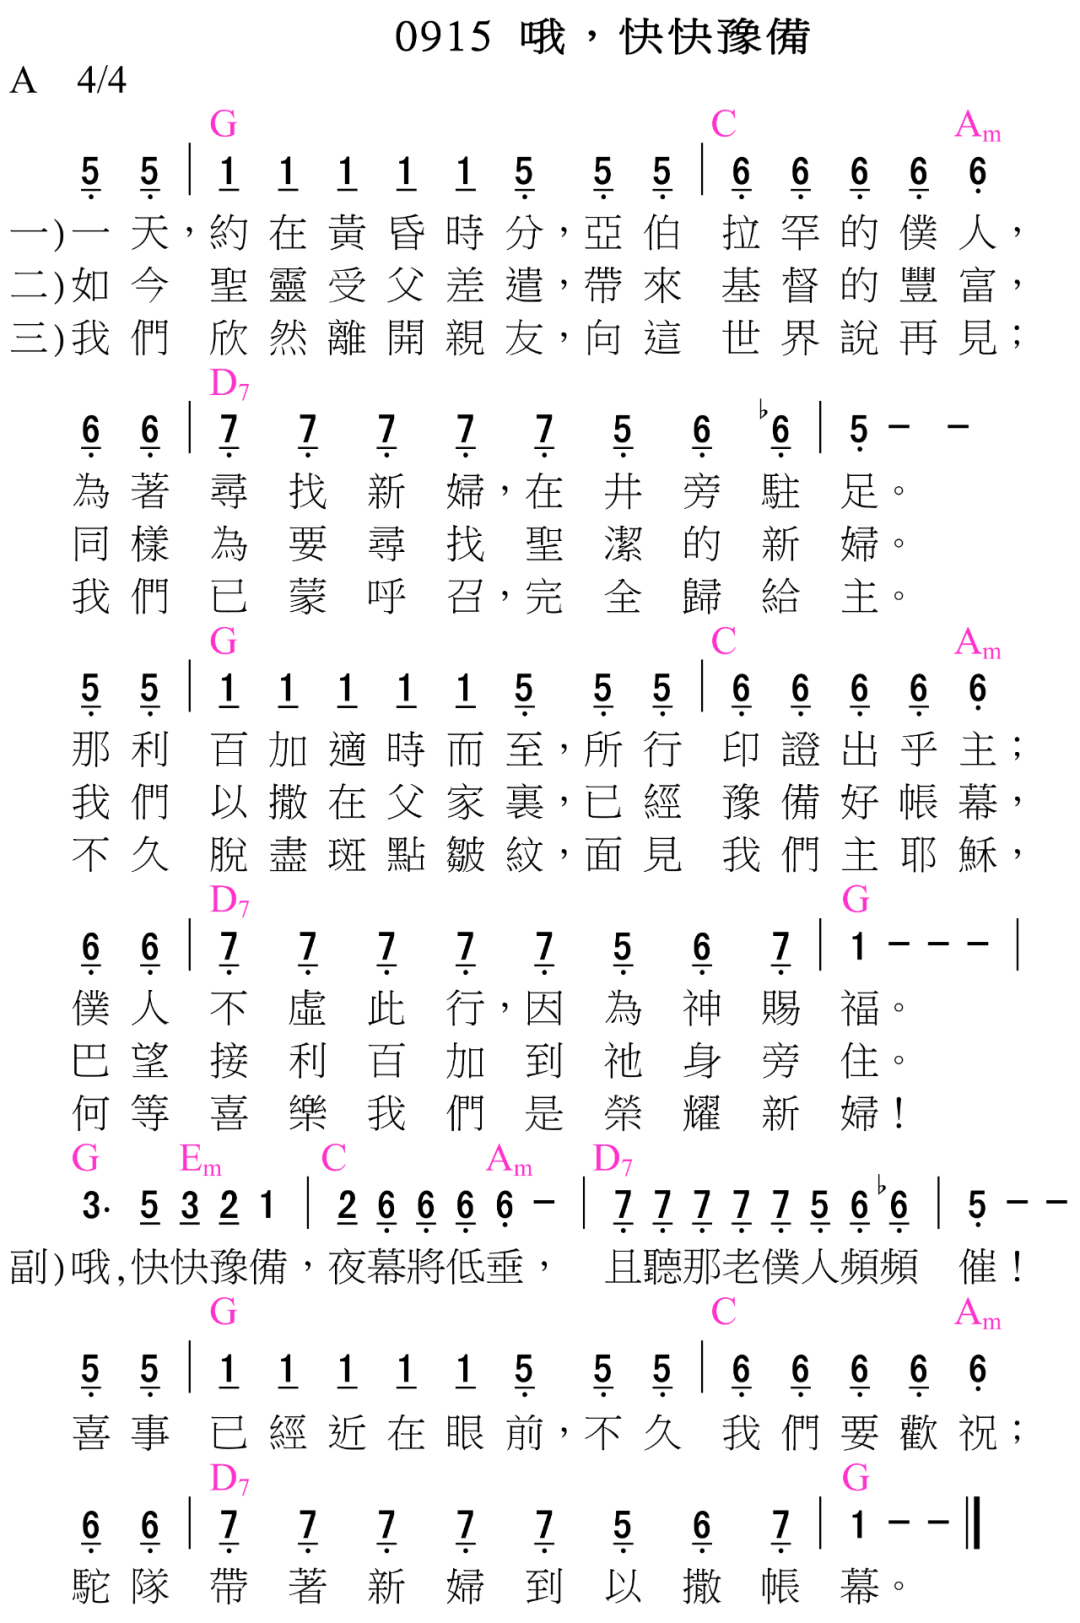 0915 哦，快快豫備
A 4/4
G C Am
5 5 | 1 1 1 1 1 5 5 5 | 6 6 6 6 6
一)一天，約在黃昏時分，亞伯拉罕的僕人，
二)如今聖靈受父差遣，帶來基督的豐富，
三)我們欣然離開親友，向這世界說再見；
D7
6 6 | 7 7 7 7 7 5 6 ♭6 | 5 – –
為著尋找新婦，在井旁駐足。
同樣為要尋找聖潔的新婦。
我們已蒙呼召，完全歸給主。
G C Am
5 5 | 1 1 1 1 1 5 5 5 | 6 6 6 6 6
那利百加適時而至，所行印證出乎主；
我們以撒在父家裏，已經豫備好帳幕，
不久脫盡斑點皺紋，面見我們主耶穌，
D7 G
6 6 | 7 7 7 7 7 5 6 7 | 1 – – – |
僕人不虛此行，因為神賜福。
巴望接利百加到祂身旁住。
何等喜樂我們是榮耀新婦！
G Em C Am D7
3· 5 3 2 1 | 2 6 6 6 6 – | 7 7 7 7 7 5 6 ♭6 | 5 – –
副)哦,快快豫備，夜幕將低垂，且聽那老僕人頻頻催！
G C Am
5 5 | 1 1 1 1 1 5 5 5 | 6 6 6 6 6
喜事已經近在眼前，不久我們要歡祝；
D7 G
6 6 | 7 7 7 7 7 5 6 7 | 1 – – ‖
駝隊帶著新婦到以撒帳幕。